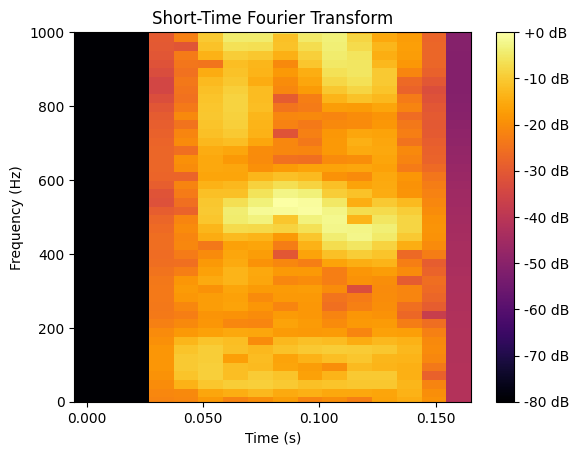 Short-Time Fourier Transform
1000
800
600
400
200
0
Frequency (Hz)
0.000
0.050
0.100
0.150
Time (s)
+0 dB
-10 dB
-20 dB
-30 dB
-40 dB
-50 dB
-60 dB
-70 dB
-80 dB